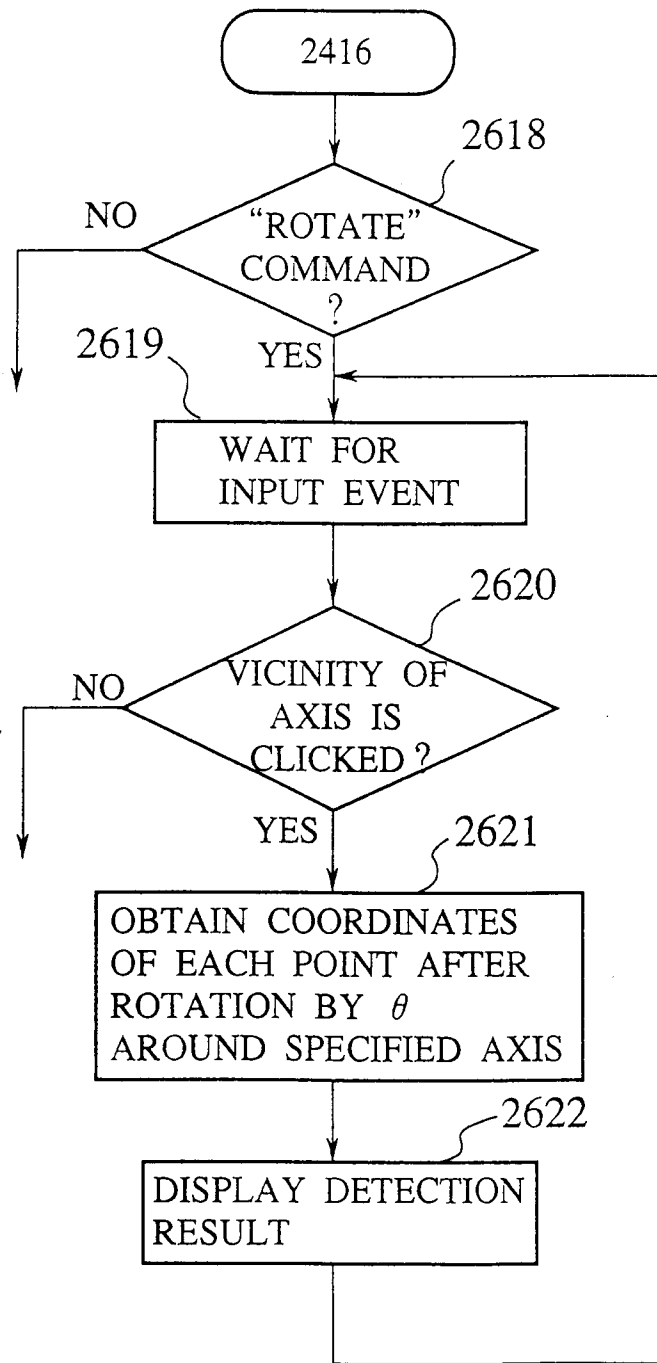 2416
2618
NO
“ROTATE”
COMMAND
?
2619
YES
WAIT FOR
INPUT EVENT
2620
NO
VICINITY OF
AXIS IS
CLICKED ?
YES
2621
OBTAIN COORDINATES
OF EACH POINT AFTER
ROTATION BY θ
AROUND SPECIFIED AXIS
2622
DISPLAY DETECTION
RESULT